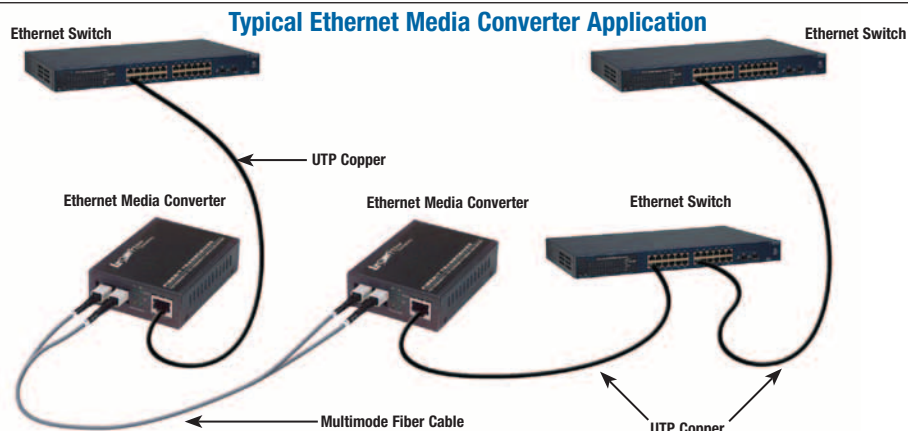 Typical Ethernet Media Converter Application
Ethernet Switch
Ethernet Switch
UTP Copper
Ethernet Media Converter
Ethernet Media Converter
Ethernet Switch
Multimode Fiber Cable
UTP Copper